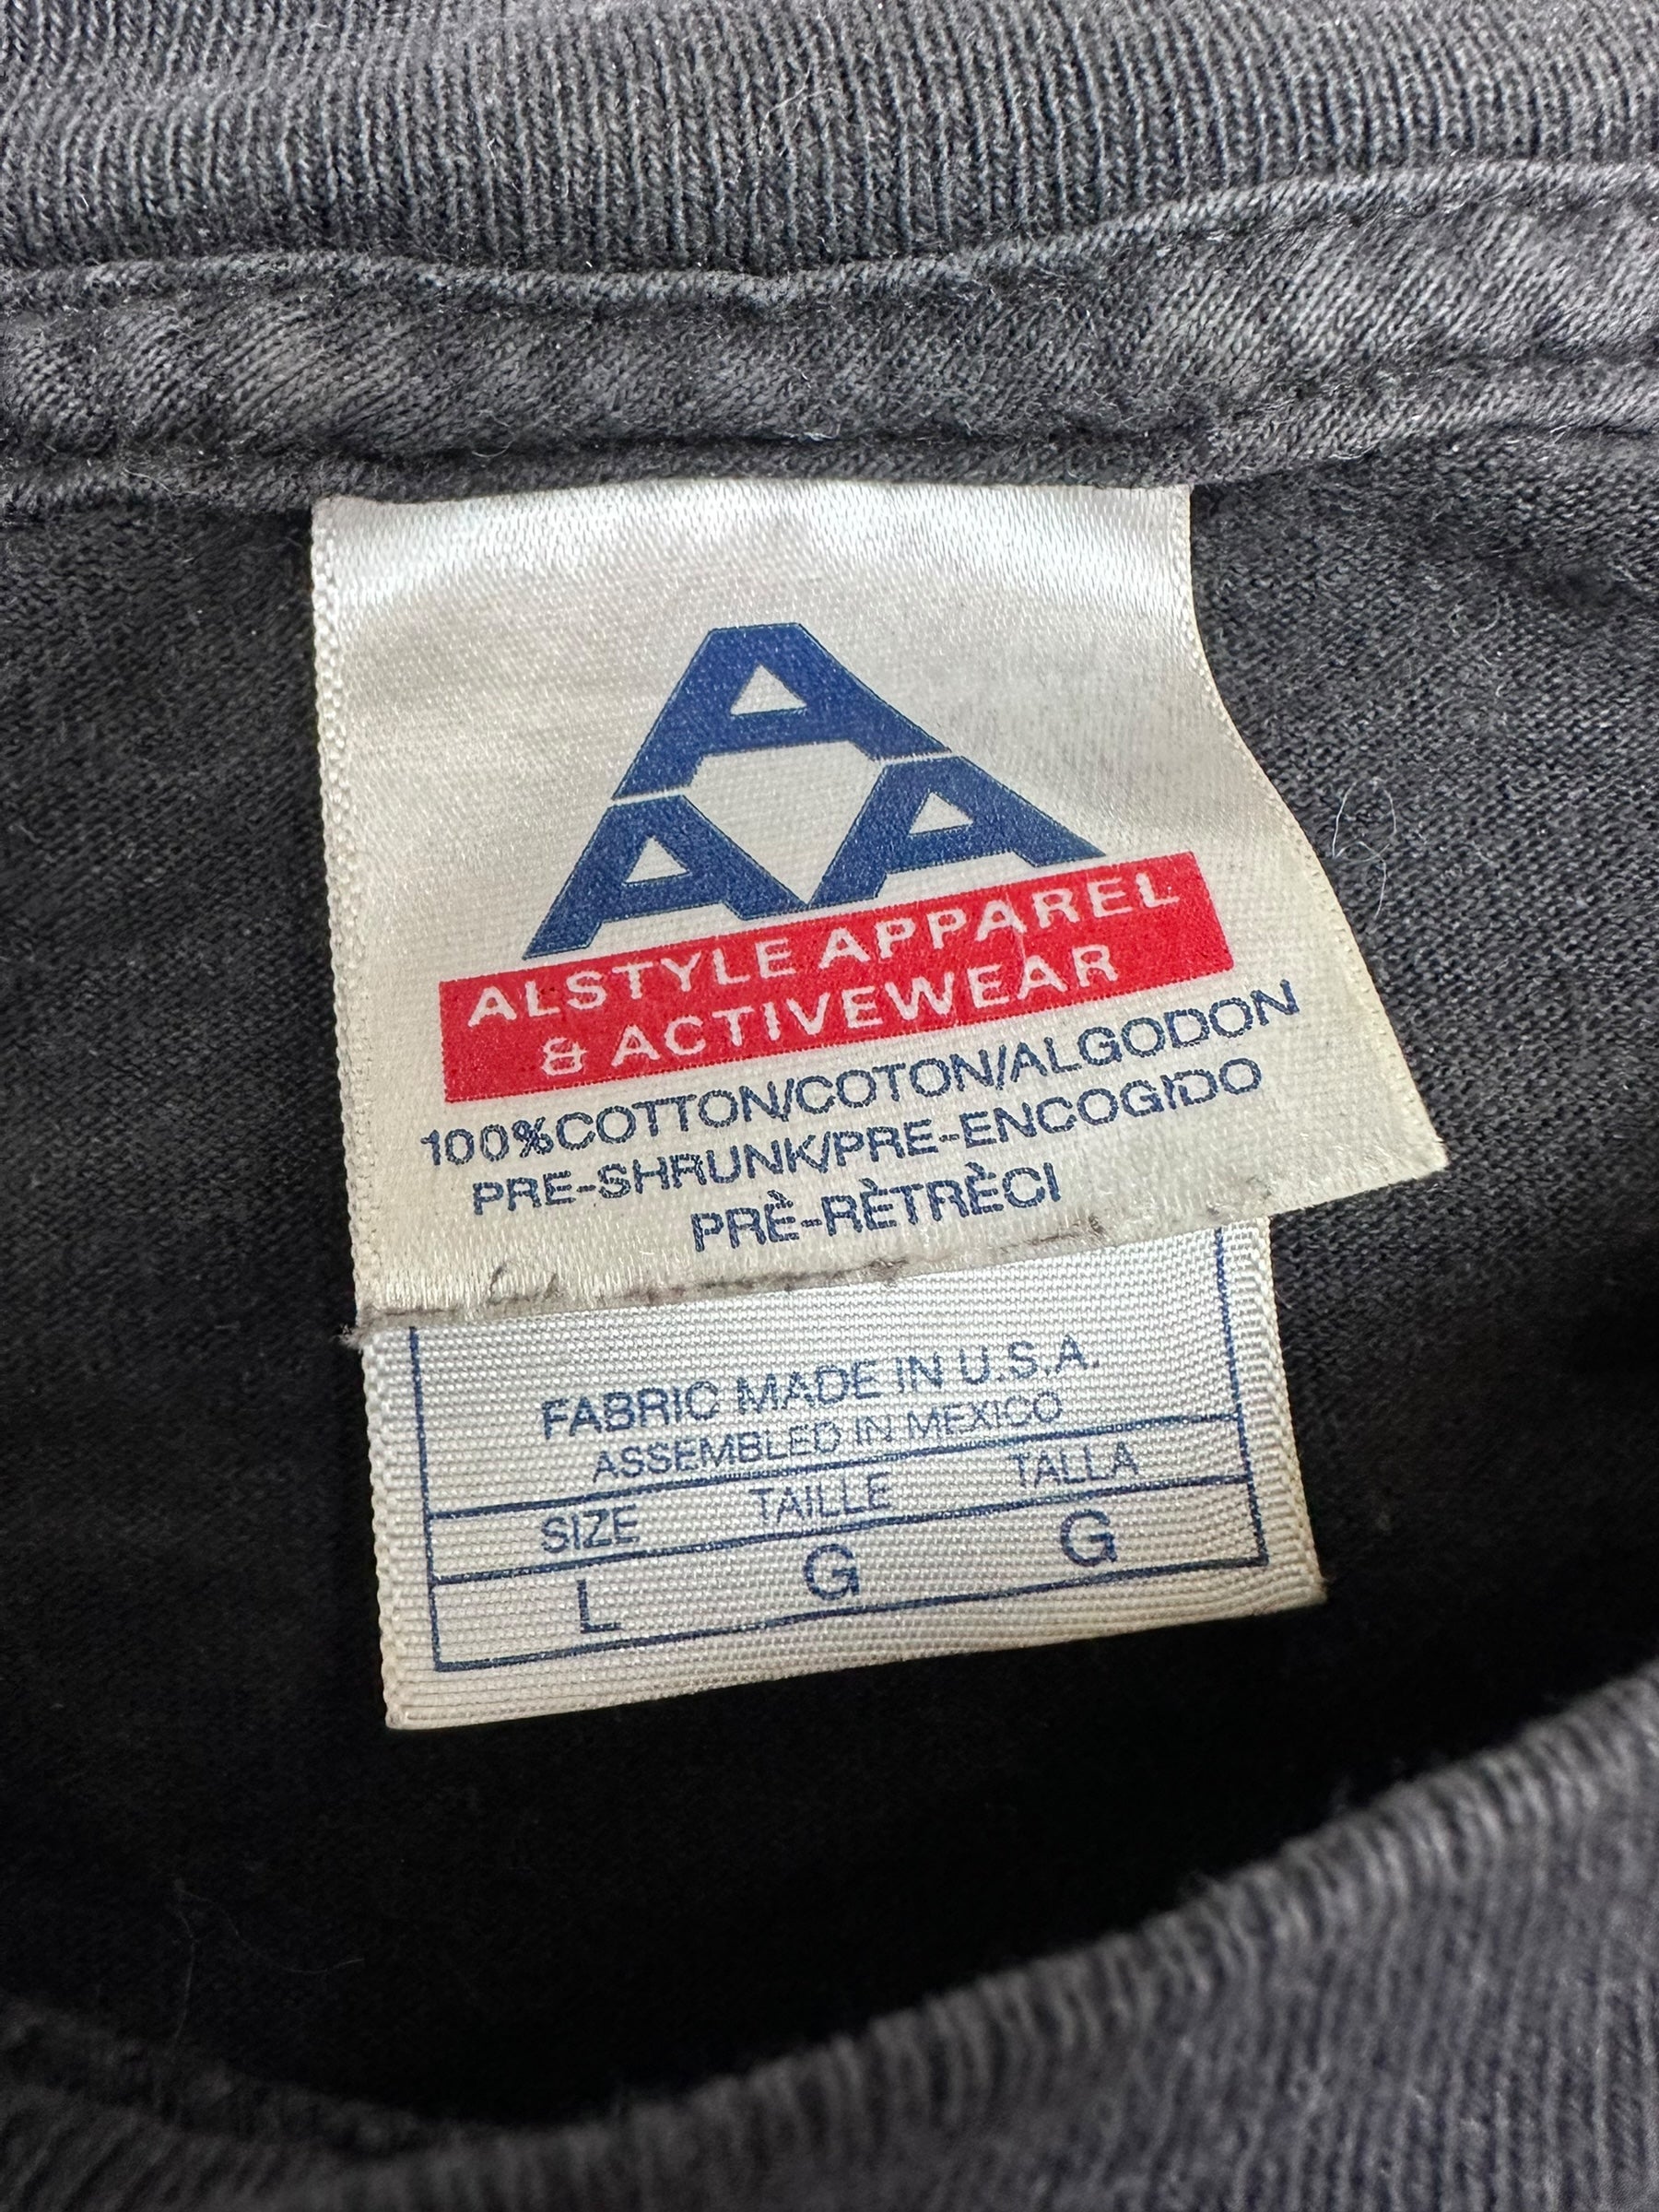 A
A A
ALSTYLE APPAREL
& ACTIVEWEAR
100%COTTON/COTON/ALGODON
PRE-SHRUNK/PRE-ENCOGIDO
PRÈ-RÈTRÈCI
FABRIC MADE IN U.S.A.
ASSEMBLED IN MEXICO
SIZE TAILLE TALLA
L G G